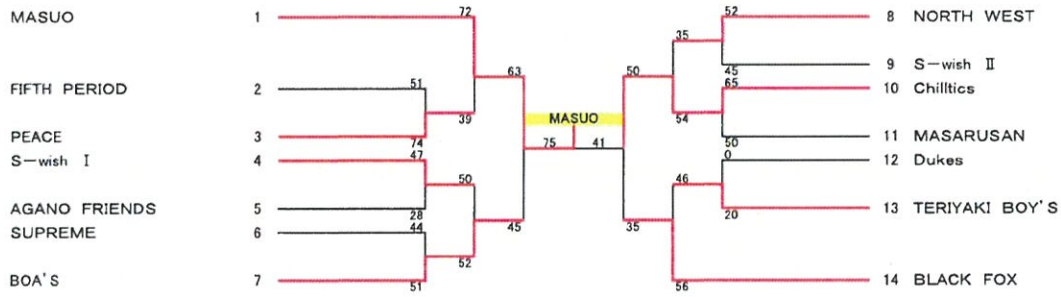 MASUO 1 72 52 8 NORTH WEST
35
9 S-wish Ⅱ
63 50 45
FIFTH PERIOD 2 51 65 10 Chilltics
39 MASUO 54
PEACE 3 74 75 41 50 11 MASARUSAN
S-wish Ⅰ 4 47 0 12 Dukes
50 46
AGANO FRIENDS 5 28 20 13 TERIYAKI BOY'S
SUPREME 6 44 45 35
52
BOA'S 7 51 56 14 BLACK FOX